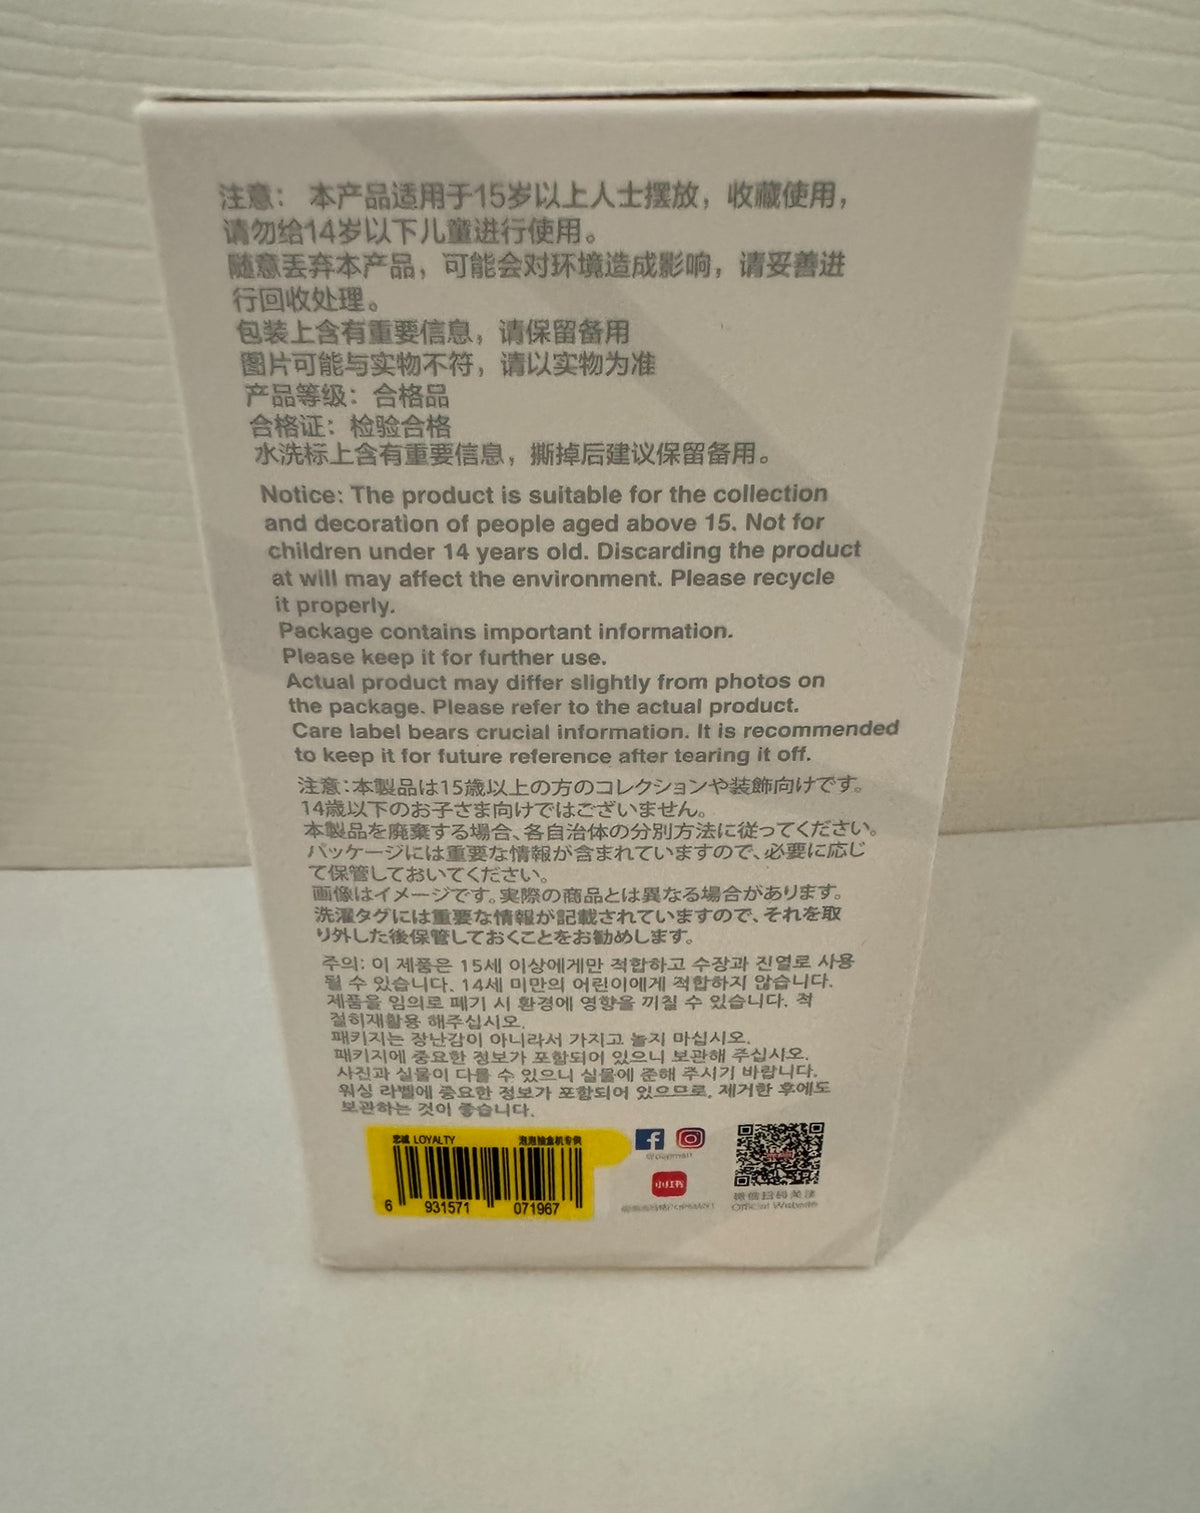 注意： 本产品适用于15岁以上人士摆放，收藏使用，
请勿给14岁以下儿童进行使用。
随意丢弃本产品，可能会对环境造成影响，请妥善进
行回收处理。
包装上含有重要信息，请保留备用
图片可能与实物不符，请以实物为准
产品等级：合格品
合格证：检验合格
水洗标上含有重要信息，撕掉后建议保留备用。
Notice: The product is suitable for the collection
and decoration of people aged above 15. Not for
children under 14 years old. Discarding the product
at will may affect the environment. Please recycle
it properly.
Package contains important information.
Please keep it for further use.
Actual product may differ slightly from photos on
the package. Please refer to the actual product.
Care label bears crucial information. It is recommended
to keep it for future reference after tearing it off.
注意：本製品は15歳以上の方のコレクションや装飾向けです。
14歳以下のお子さま向けではございません。
本製品を廃棄する場合、各自治体の分別方法に従ってください。
パッケージには重要な情報が含まれていますので、必要に応じ
て保管しておいてください。
画像はイメージです。実際の商品とは異なる場合があります。
洗濯タグには重要な情報が記載されていますので、それを取
り外した後保管しておくことをお勧めします。
주의: 이 제품은 15세 이상에게만 적합하고 수장과 진열로 사용
될 수 있습니다. 14세 미만의 어린이에게 적합하지 않습니다.
제품을 임의로 폐기 시 환경에 영향을 끼칠 수 있습니다. 적
절히재활용 해주십시오.
패키지는 장난감이 아니라서 가지고 놀지 마십시오.
패키지에 중요한 정보가 포함되어 있으니 보관해 주십시오.
사진과 실물이 다를 수 있으니 실물에 준해 주시기 바랍니다.
워싱 라벨에 중요한 정보가 포함되어 있으므로, 제거한 후에도
보관하는 것이 좋습니다.
忠誠 LOYALTY 泡泡抽盒机专供
6 931571 071967
@popmart
小红书
微信扫码关注
Official Website